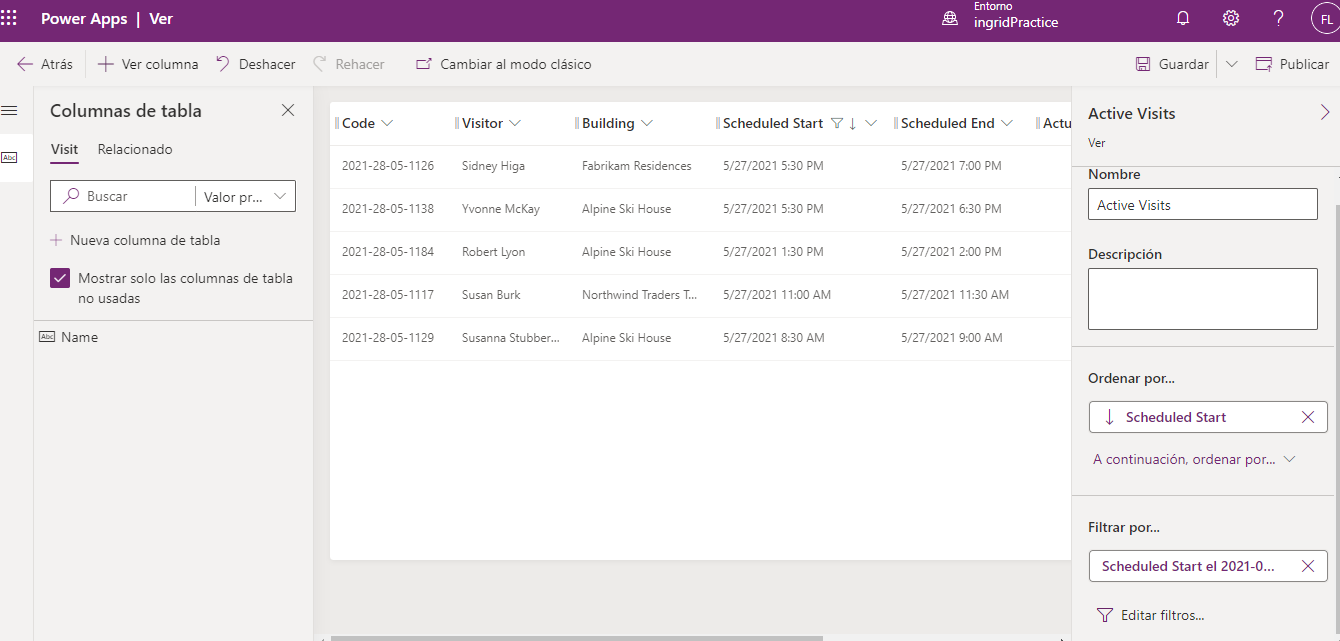 Power Apps | Ver
Entorno
ingridPractice
FL
Atrás
Ver columna
Deshacer
Rehacer
Cambiar al modo clásico
Guardar
Publicar
Columnas de tabla
Visit
Relacionado
Buscar
Valor pr...
Nueva columna de tabla
Mostrar solo las columnas de tabla
no usadas
Abc
Abc Name
Code Visitor Building Scheduled Start Scheduled End Actu
2021-28-05-1126 Sidney Higa Fabrikam Residences 5/27/2021 5:30 PM 5/27/2021 7:00 PM
2021-28-05-1138 Yvonne McKay Alpine Ski House 5/27/2021 5:30 PM 5/27/2021 6:30 PM
2021-28-05-1184 Robert Lyon Alpine Ski House 5/27/2021 1:30 PM 5/27/2021 2:00 PM
2021-28-05-1117 Susan Burk Northwind Traders T... 5/27/2021 11:00 AM 5/27/2021 11:30 AM
2021-28-05-1129 Susanna Stubber... Alpine Ski House 5/27/2021 8:30 AM 5/27/2021 9:00 AM
Active Visits
Ver
Nombre
Active Visits
Descripción
Ordenar por...
Scheduled Start
A continuación, ordenar por...
Filtrar por...
Scheduled Start el 2021-0...
Editar filtros...